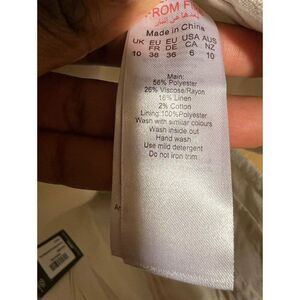 ROM FI
Made in China
UK EU EU USA AUS
FR DE CA NZ
10 38 36 6 10
Main:
56% Polyester
26% Viscose/Rayon
16% Linen
2% Cotton
Lining:100%Polyester
Wash with similar colours
Wash inside out
Hand wash
Use mild detergent
Do not iron trim